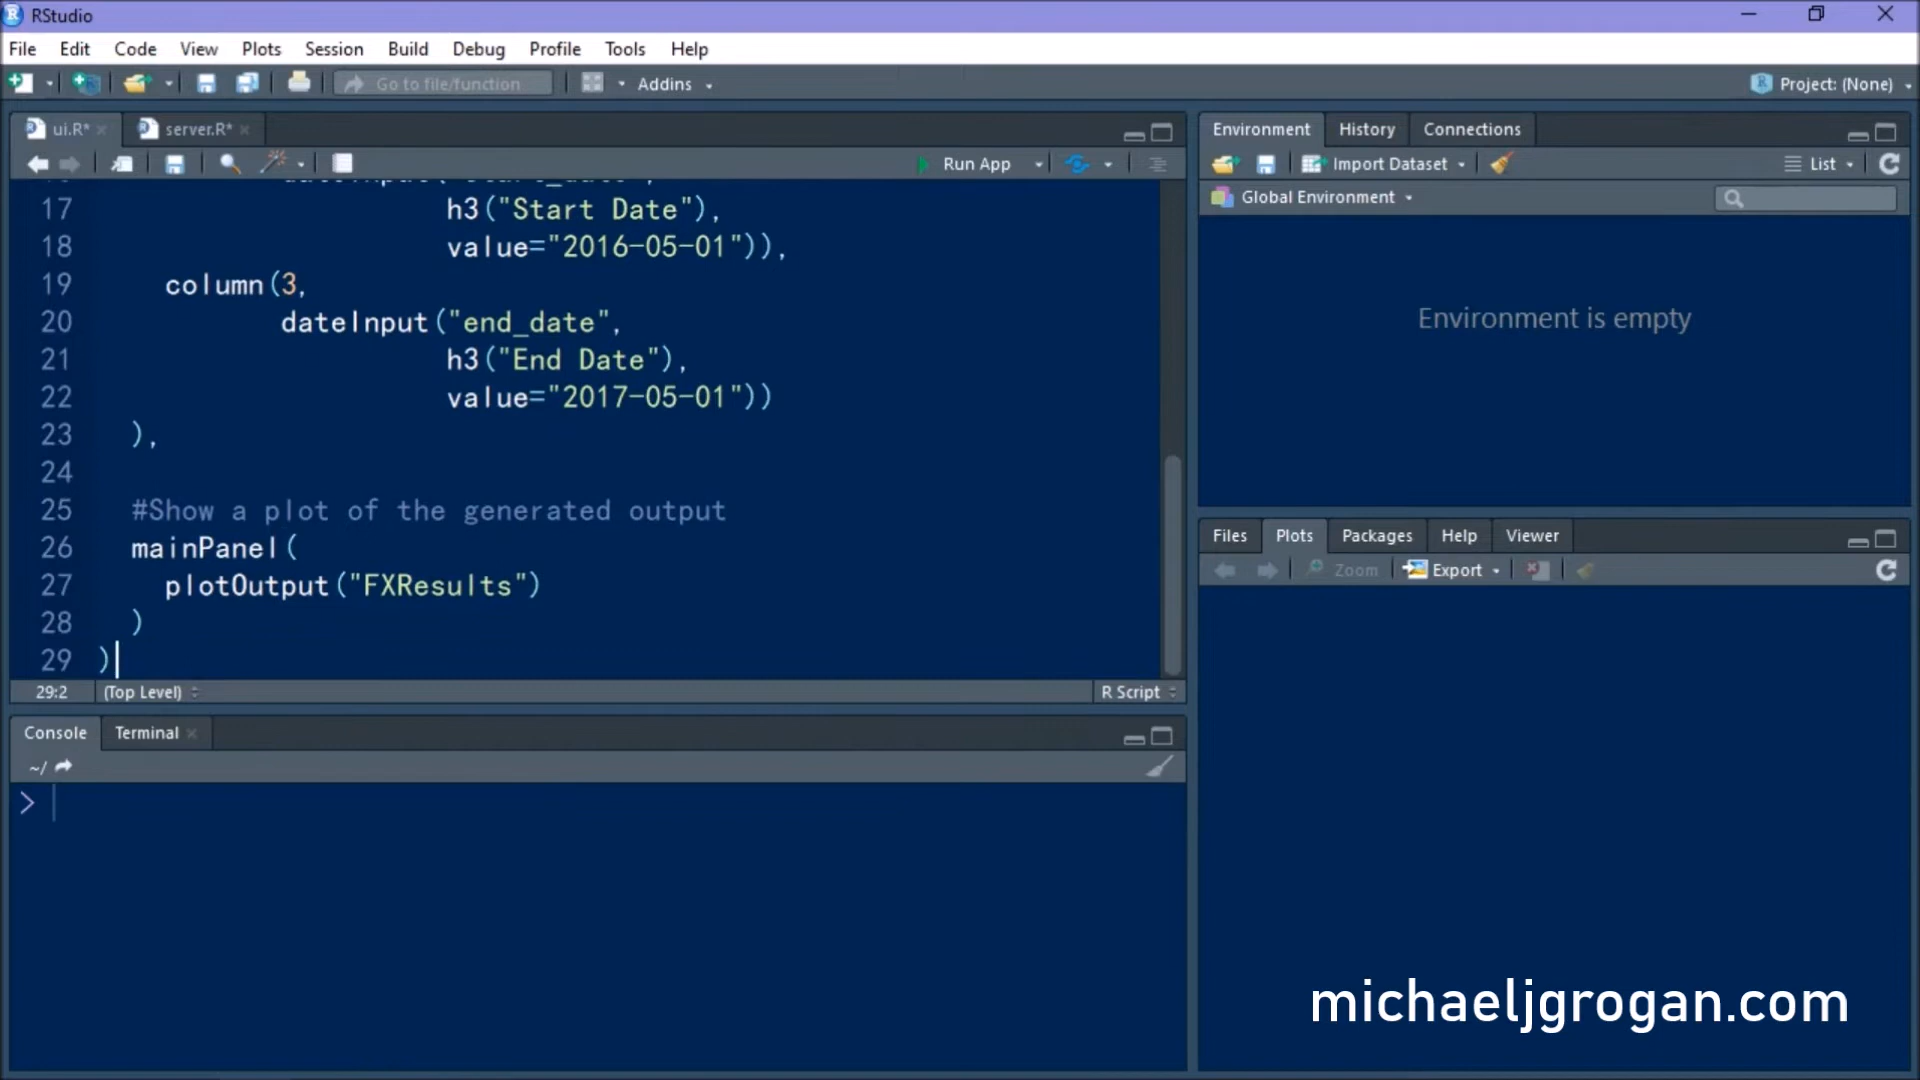 RStudio
File Edit Code View Plots Session Build Debug Profile Tools Help
Go to file/function Addins Project: (None)
ui.R* server.R*
Run App
17 h3("Start Date"),
18 value="2016-05-01")),
19 column(3,
20 dateInput("end_date",
21 h3("End Date"),
22 value="2017-05-01"))
23 ),
24
25 #Show a plot of the generated output
26 mainPanel(
27 plotOutput("FXResults")
28 )
29 )
29:2 (Top Level) R Script
Console Terminal
~/
>
Environment History Connections
Import Dataset List
Global Environment
Environment is empty
Files Plots Packages Help Viewer
Zoom Export
michaeljgrogan.com